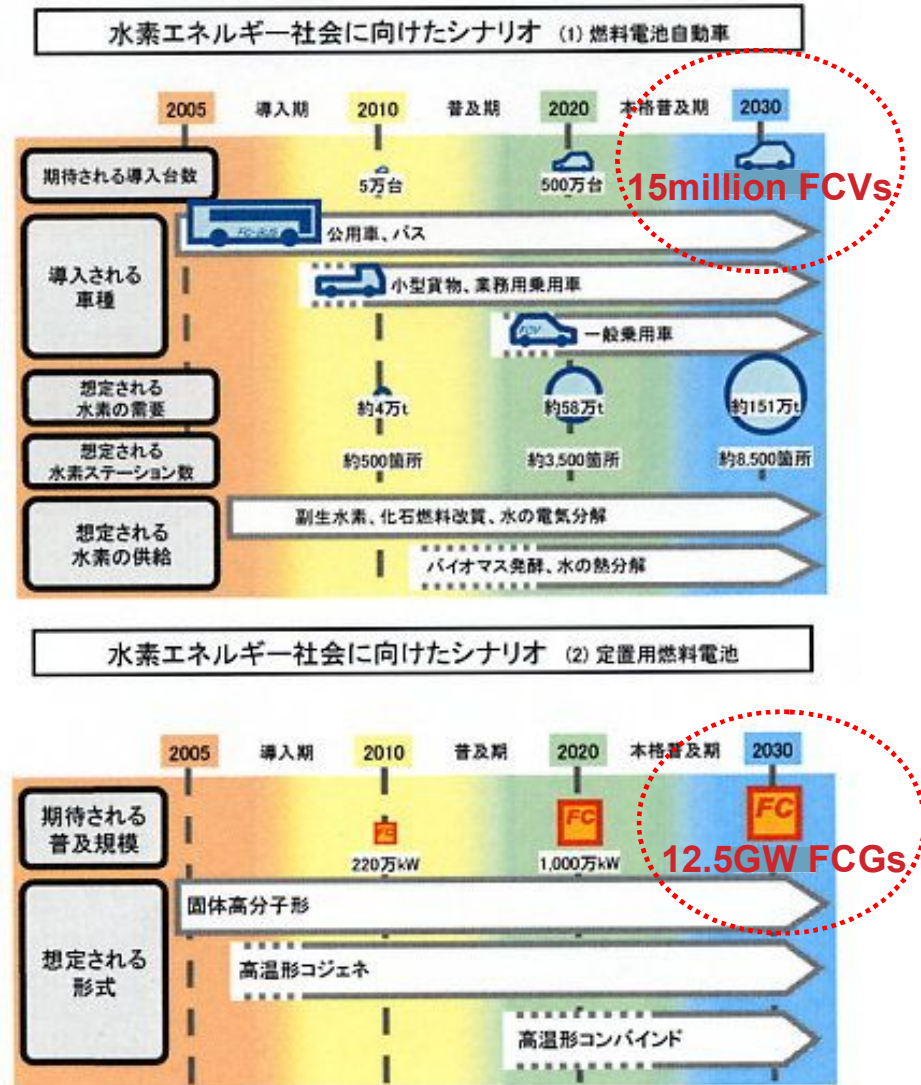 水素エネルギー社会に向けたシナリオ (1) 燃料電池自動車
2005 導入期 2010 普及期 2020 本格普及期 2030
期待される導入台数
5万台
500万台
15million FCVs
導入される
車種
FC-BUS
公用車、バス
小型貨物、業務用乗用車
FCV
一般乗用車
想定される
水素の需要
約4万t
約58万t
約151万t
想定される
水素ステーション数
約500箇所
約3,500箇所
約8,500箇所
想定される
水素の供給
副生水素、化石燃料改質、水の電気分解
バイオマス発酵、水の熱分解
水素エネルギー社会に向けたシナリオ (2) 定置用燃料電池
2005 導入期 2010 普及期 2020 本格普及期 2030
期待される
普及規模
FC
FC
FC
220万kW
1,000万kW
12.5GW FCGs
想定される
形式
固体高分子形
高温形コジェネ
高温形コンバインド